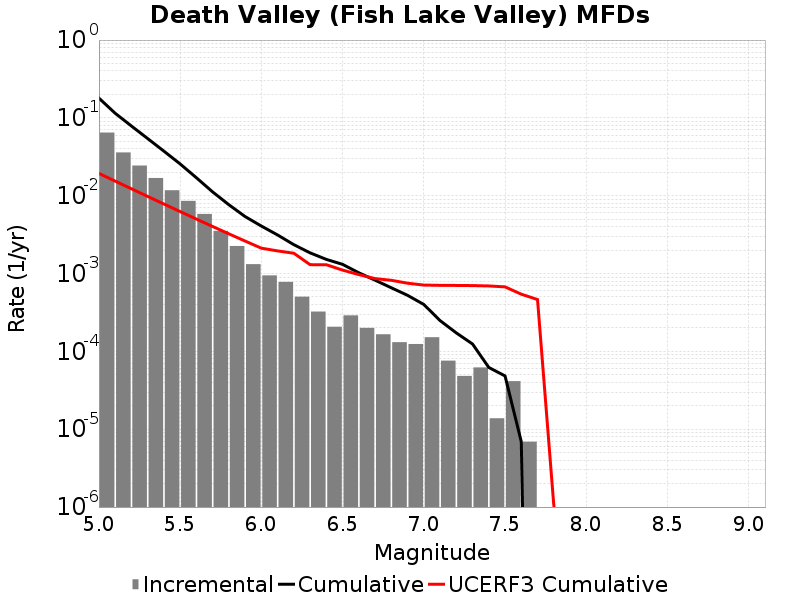 Death Valley (Fish Lake Valley) MFDs
10^0
10^-1
10^-2
10^-3
10^-4
10^-5
10^-6
Rate (1/yr)
5.0 5.5 6.0 6.5 7.0 7.5 8.0 8.5 9.0
Magnitude
Incremental Cumulative UCERF3 Cumulative